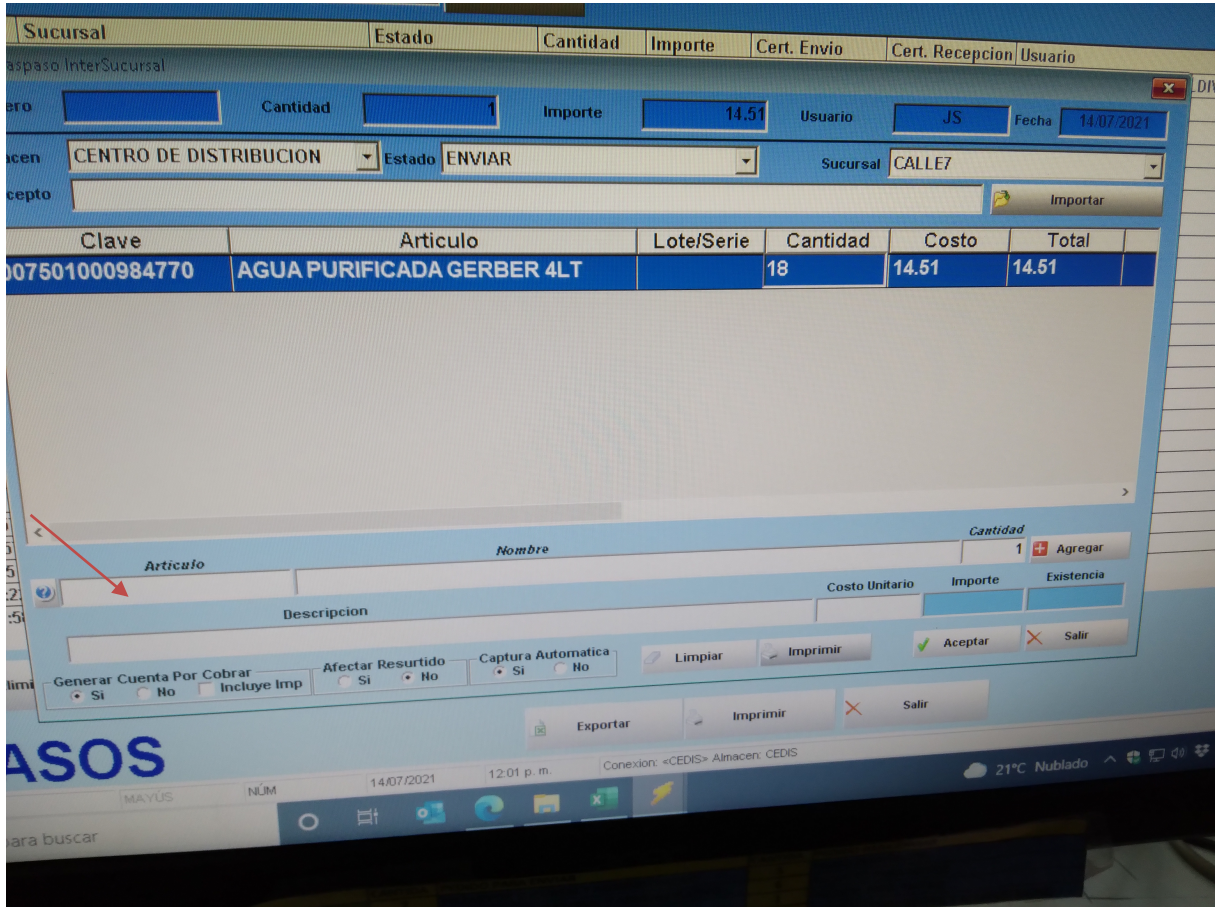 Sucursal Estado Cantidad Importe Cert. Envio Cert. Recepcion Usuario
aspaso InterSucursal
ero Cantidad 1 Importe 14.51 Usuario JS Fecha 14/07/2021
acen CENTRO DE DISTRIBUCION Estado ENVIAR Sucursal CALLE7
cepto Importar
Clave Articulo Lote/Serie Cantidad Costo Total
007501000984770 AGUA PURIFICADA GERBER 4LT 18 14.51 14.51
Articulo Nombre Cantidad
1 Agregar
Descripcion Costo Unitario Importe Existencia
Limpiar Imprimir Aceptar Salir
Generar Cuenta Por Cobrar Afectar Resurtido Captura Automatica
Si No Incluye Imp Si No Si No
limi
Exportar Imprimir Salir
ASOS
MAYÚS NÚM 14/07/2021 12:01 p. m. Conexion: <CEDIS> Almacen: CEDIS
para buscar 21°C Nublado